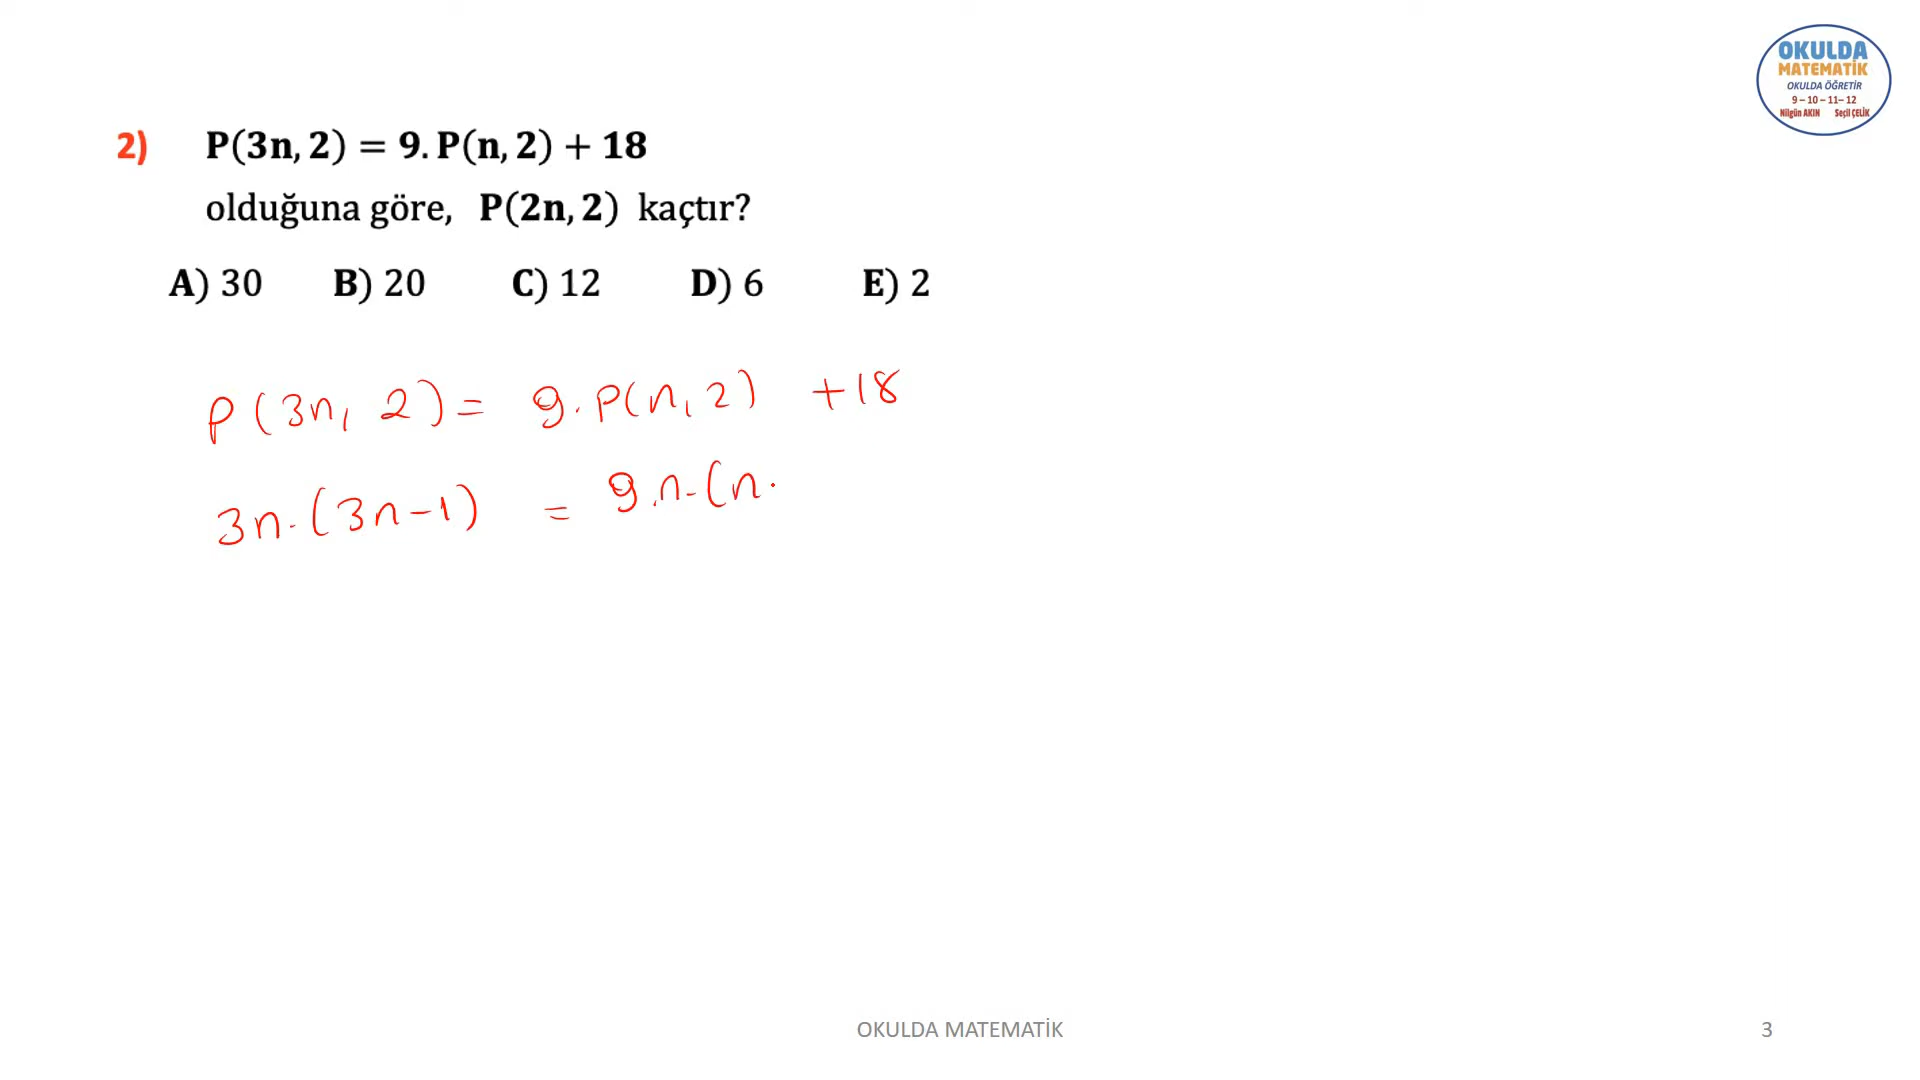 OKULDA
MATEMATİK
OKULDA ÖĞRETİR
9 – 10 – 11– 12
Nilgün AKIN Seçil ÇELİK
2) P(3n, 2) = 9. P(n, 2) + 18
olduğuna göre, P(2n, 2) kaçtır?
A) 30 B) 20 C) 12 D) 6 E) 2
P(3n, 2) = 9. P(n, 2) +18
3n.(3n-1) = 9.n.(n.
OKULDA MATEMATİK 3